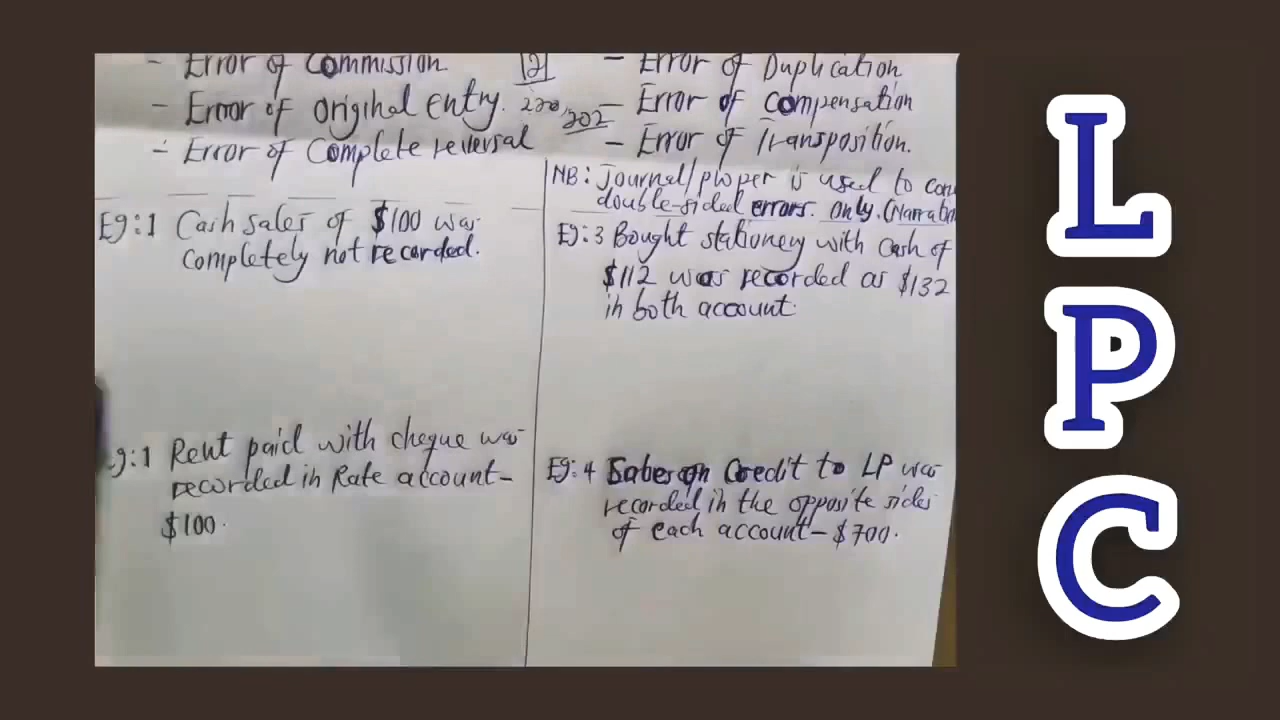 - Error of Commission
- Error of Original entry.
- Error of Complete reversal
Eg:1 Cash sales of $100 was
completely not recorded.
Eg:1 Rent paid with cheque was
recorded in Rate account-
$100.
12
220, 202
- Error of Duplication
- Error of Compensation
- Error of Transposition.
NB: Journal/proper is used to
double-sided errors. Only.
Eg:3 Bought stationery with cash of
$112 was recorded as $132
in both account.
Eg:4 Sales on Credit to LP was
recorded in the opposite sides
of each account-$700.
L
P
C